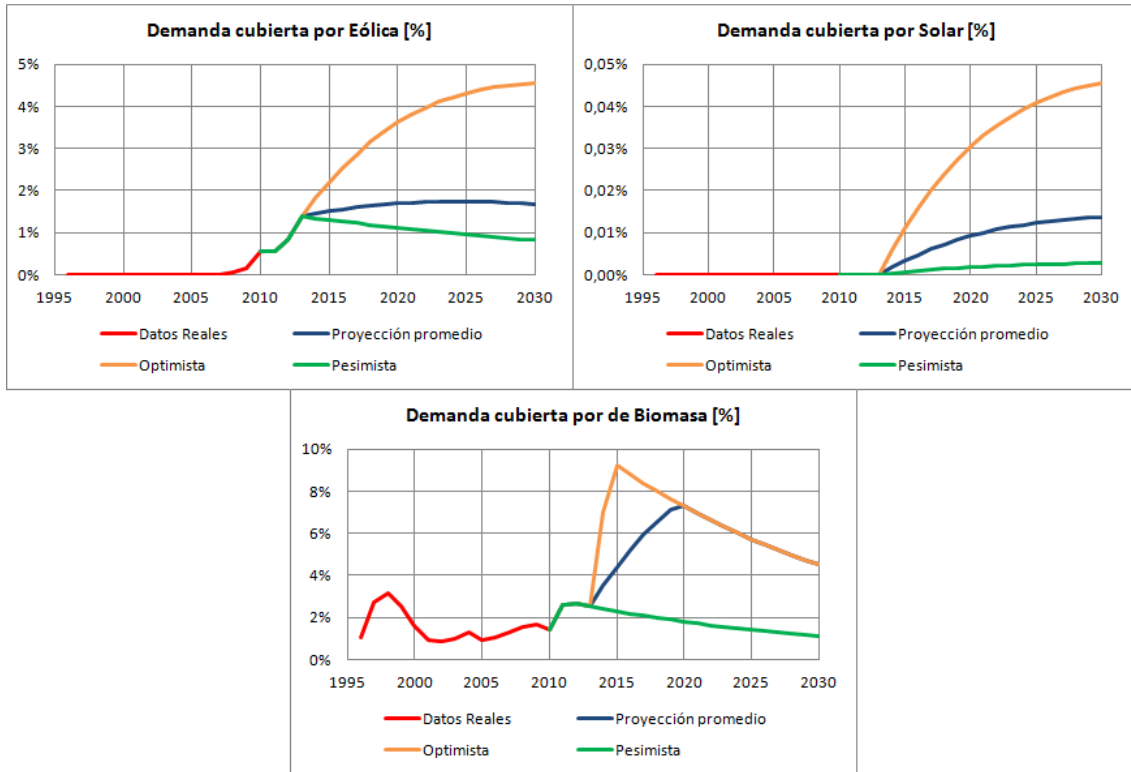 Demanda cubierta por Eólica [%]
5%
4%
3%
2%
1%
0%
1995 2000 2005 2010 2015 2020 2025 2030
Datos Reales Proyección promedio
Optimista Pesimista
Demanda cubierta por Solar [%]
0,05%
0,04%
0,03%
0,02%
0,01%
0,00%
1995 2000 2005 2010 2015 2020 2025 2030
Datos Reales Proyección promedio
Optimista Pesimista
Demanda cubierta por de Biomasa [%]
10%
8%
6%
4%
2%
0%
1995 2000 2005 2010 2015 2020 2025 2030
Datos Reales Proyección promedio
Optimista Pesimista